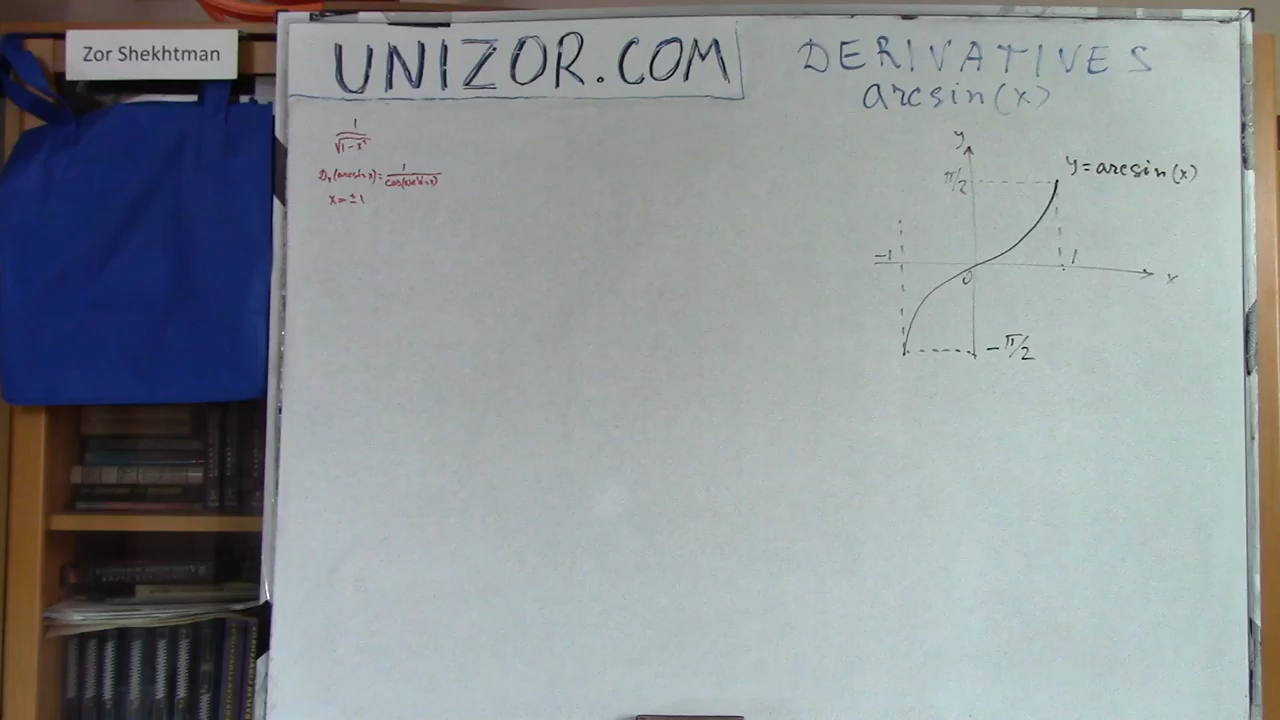 Zor Shekhtman
UNIZOR.COM
DERIVATIVES
arcsin(x)
1
√1-x²
Dx(arcsin x)=1/cos(arcsin x)
x=±1
y
π/2
y=arcsin(x)
-1
0
1
x
-π/2